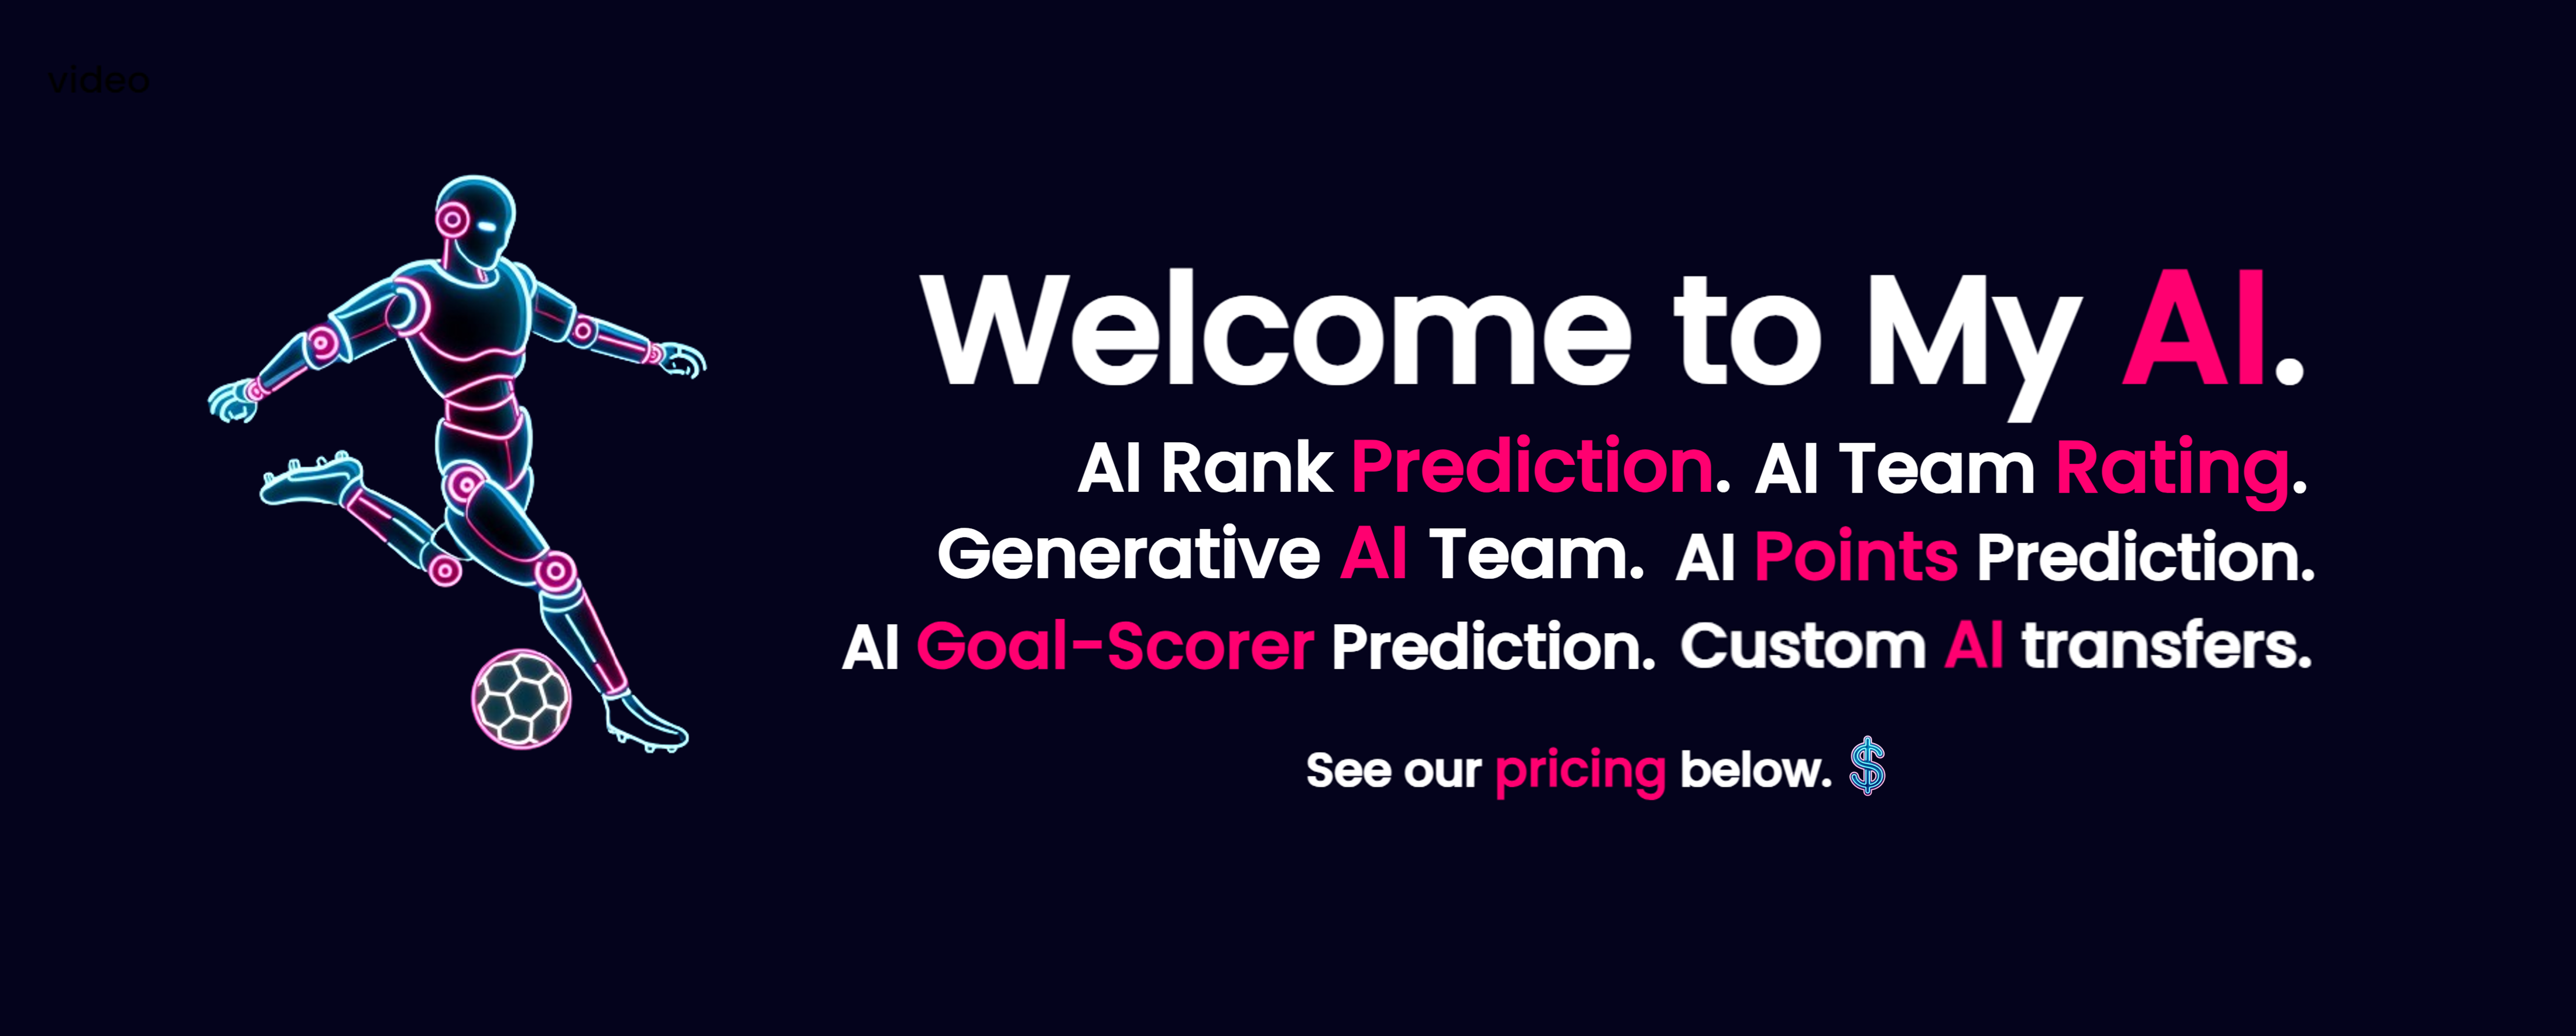 video
Welcome to My AI.
AI Rank Prediction. AI Team Rating.
Generative AI Team. AI Points Prediction.
AI Goal-Scorer Prediction. Custom AI transfers.
See our pricing below. $